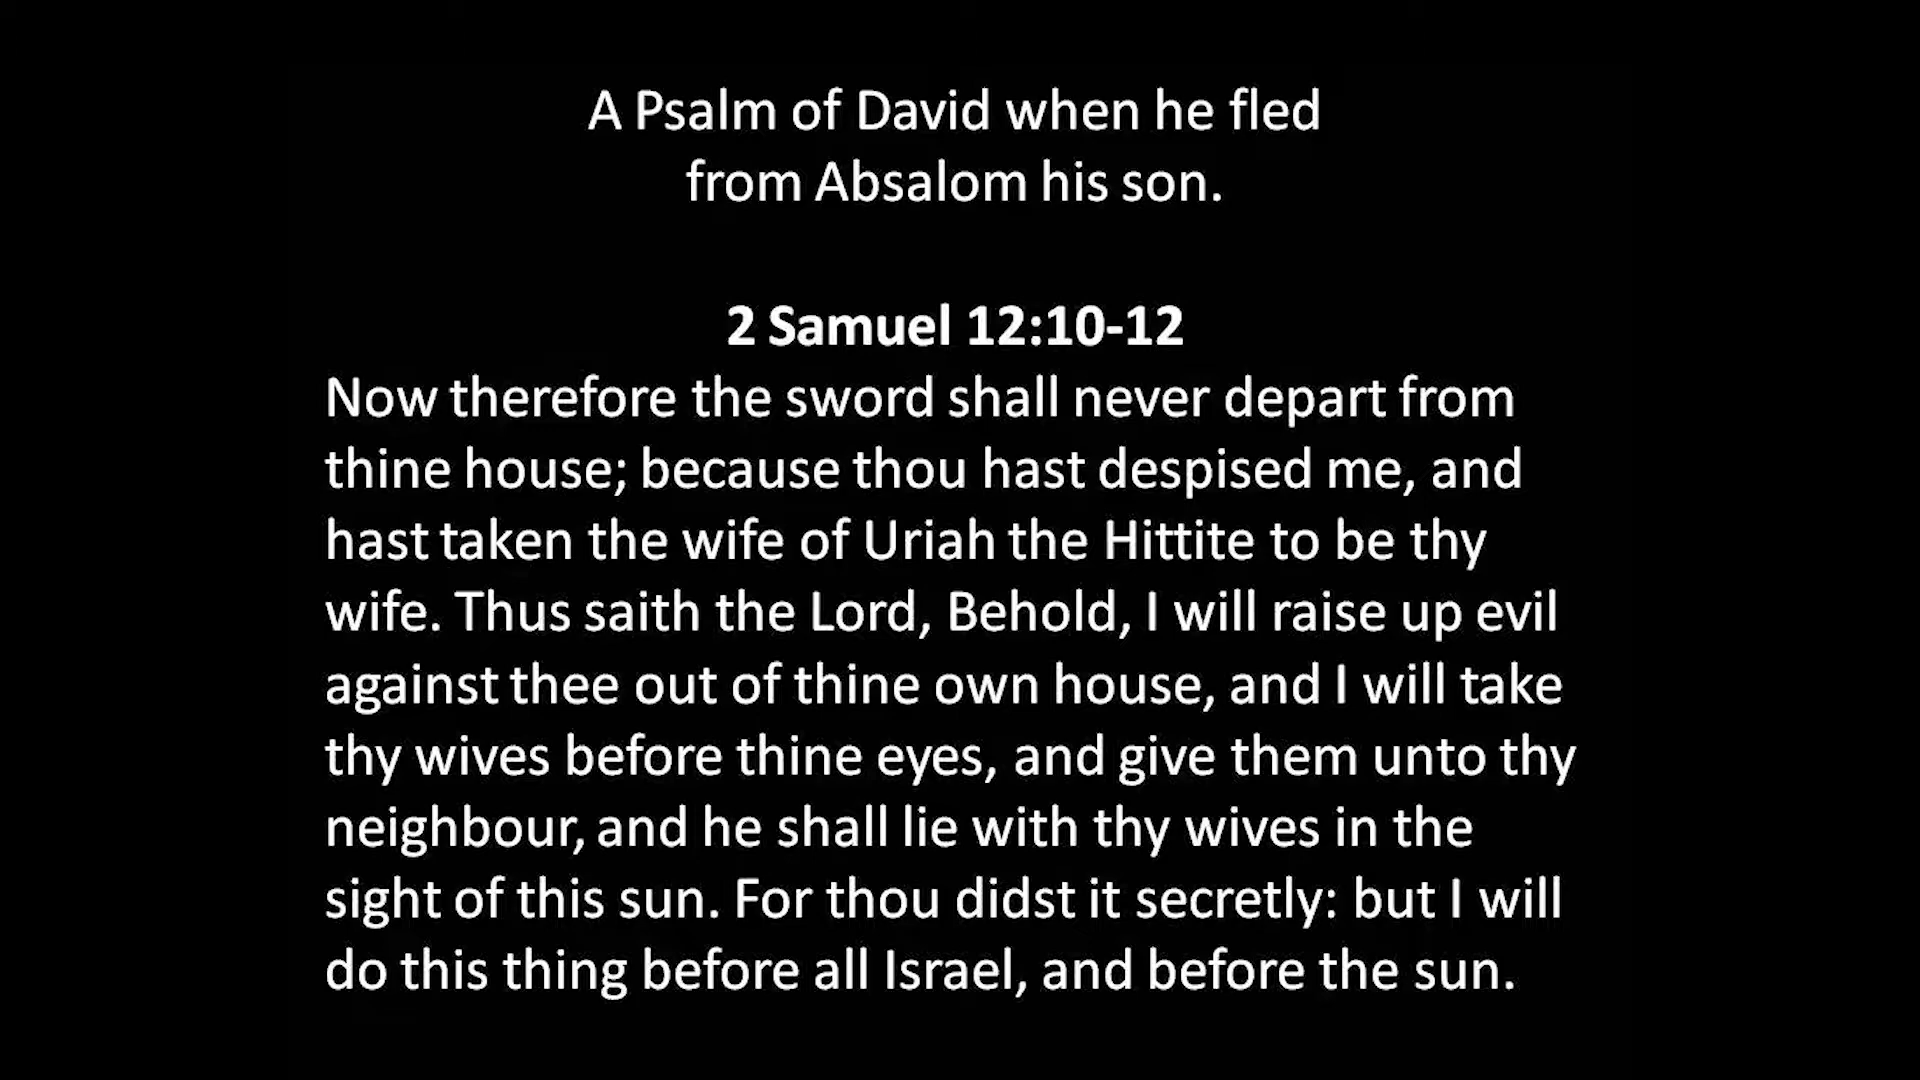 A Psalm of David when he fled
from Absalom his son.
2 Samuel 12:10-12
Now therefore the sword shall never depart from
thine house; because thou hast despised me, and
hast taken the wife of Uriah the Hittite to be thy
wife. Thus saith the Lord, Behold, I will raise up evil
against thee out of thine own house, and I will take
thy wives before thine eyes, and give them unto thy
neighbour, and he shall lie with thy wives in the
sight of this sun. For thou didst it secretly: but I will
do this thing before all Israel, and before the sun.